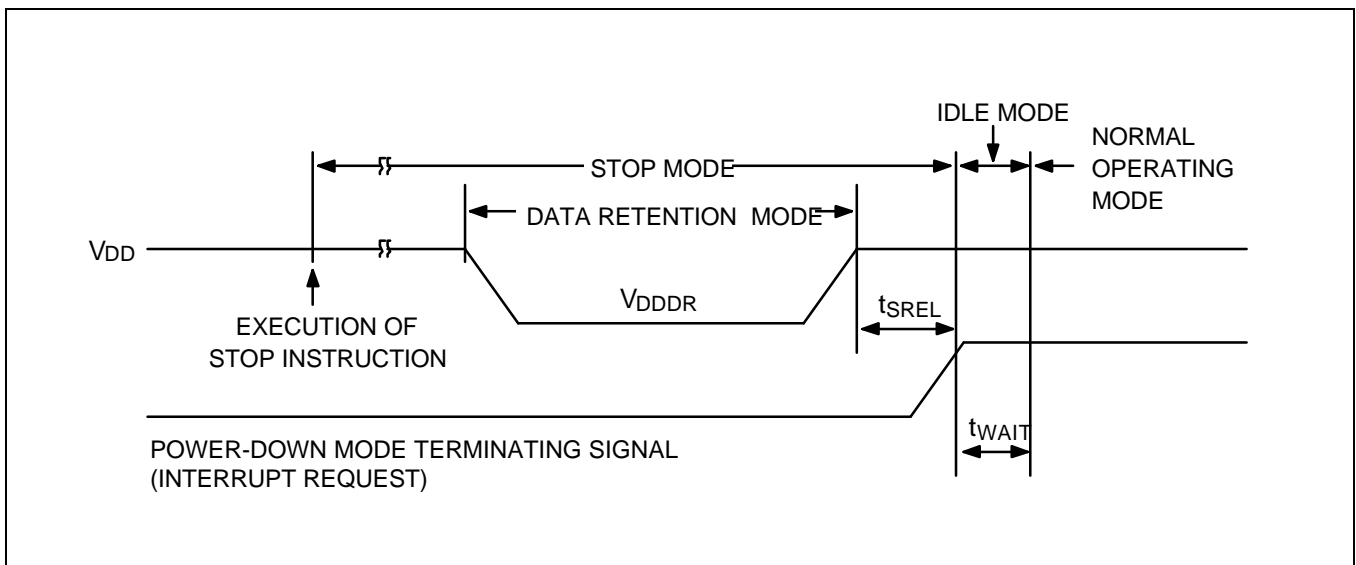 IDLE MODE
NORMAL
OPERATING
MODE
STOP MODE
DATA RETENTION MODE
VDD
VDDDR
tSREL
EXECUTION OF
STOP INSTRUCTION
tWAIT
POWER-DOWN MODE TERMINATING SIGNAL
(INTERRUPT REQUEST)